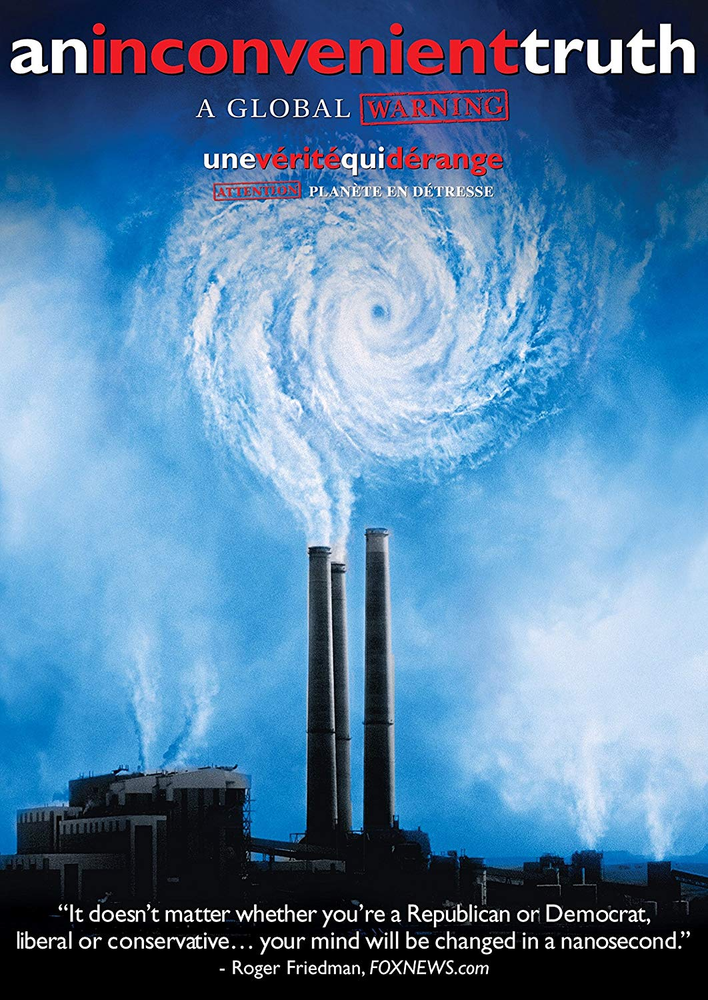 aninconvenienttruth
A GLOBAL WARNING
unevéritéquidérange
ATTENTION PLANÈTE EN DÉTRESSE
“It doesn’t matter whether you’re a Republican or Democrat,
liberal or conservative… your mind will be changed in a nanosecond.”
- Roger Friedman, FOXNEWS.com